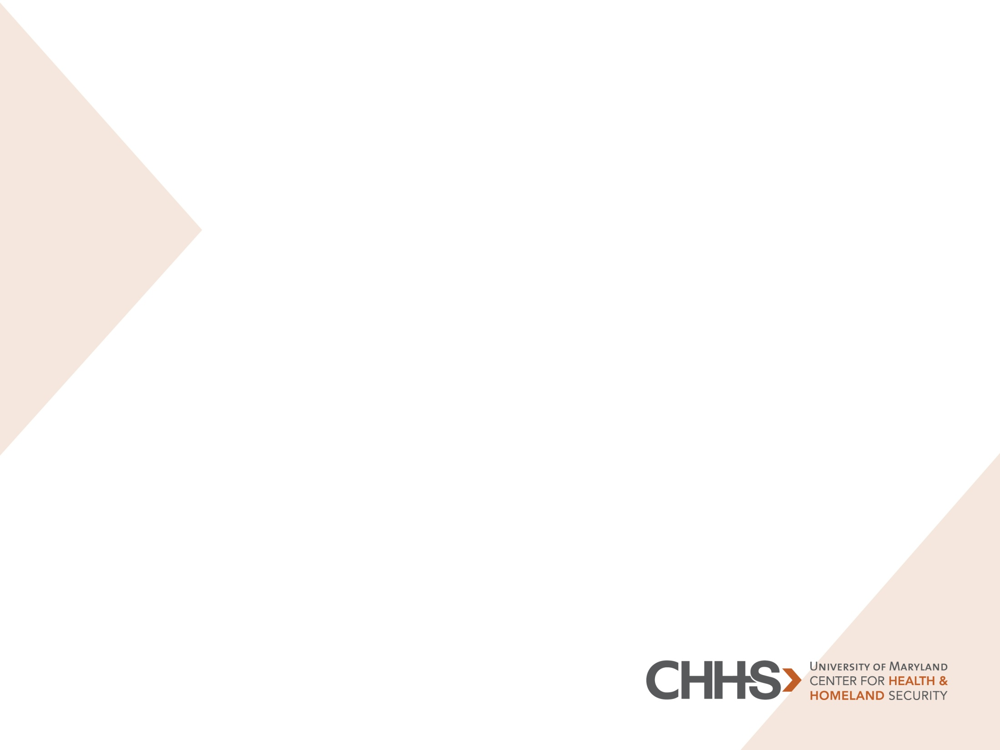 CHHS
UNIVERSITY OF MARYLAND
CENTER FOR HEALTH &
HOMELAND SECURITY